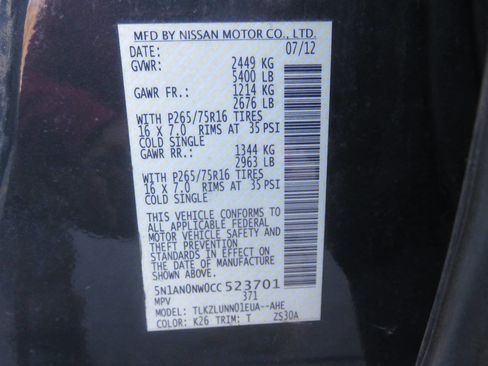 MFD BY NISSAN MOTOR CO., LTD.
DATE: 07/12
GVWR: 2449 KG
5400 LB
GAWR FR.: 1214 KG
2676 LB
WITH P265/75R16 TIRES
16 X 7.0 RIMS AT 35 PSI
COLD SINGLE
GAWR RR.: 1344 KG
2963 LB
WITH P265/75R16 TIRES
16 X 7.0 RIMS AT 35 PSI
COLD SINGLE
THIS VEHICLE CONFORMS TO
ALL APPLICABLE FEDERAL
MOTOR VEHICLE SAFETY AND
THEFT PREVENTION
STANDARDS IN EFFECT ON
THE DATE OF MANUFACTURE
SHOWN ABOVE.
5N1AN0NW0CC523701
MPV 371
MODEL: TLKZLUNN01EUA--AHE
COLOR: K26 TRIM: T ZS30A